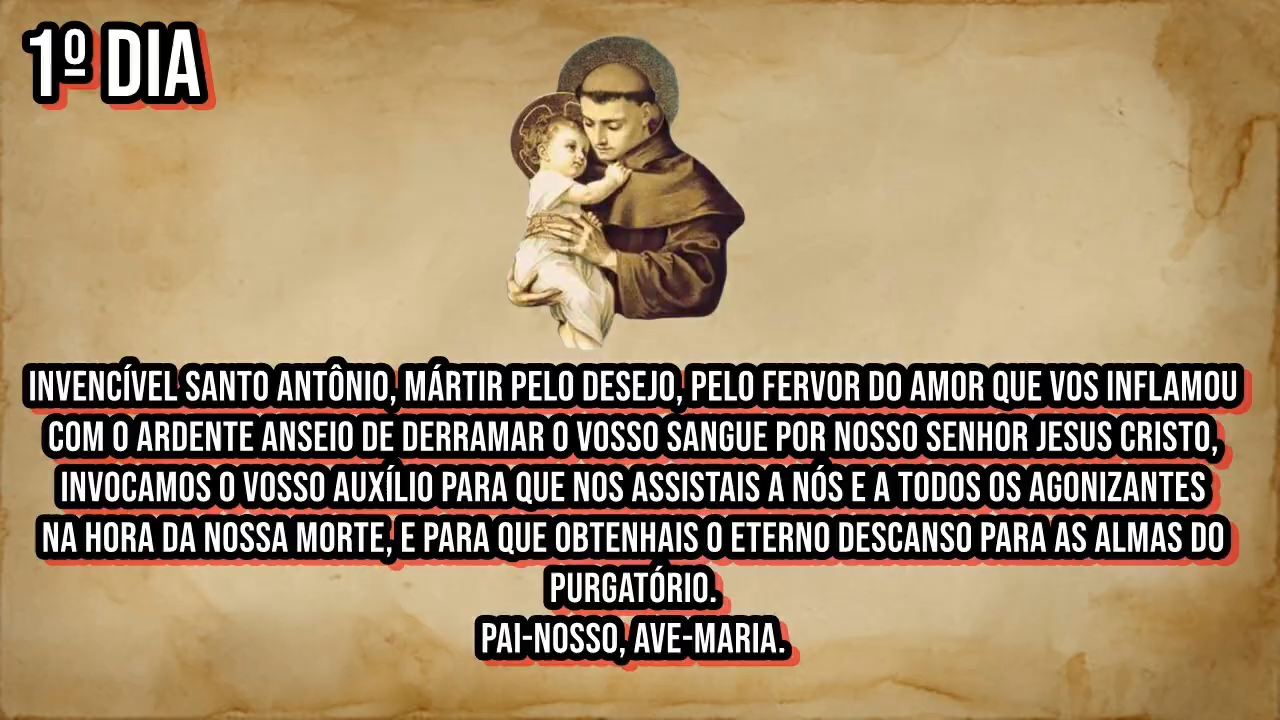 1º DIA
INVENCÍVEL SANTO ANTÔNIO, MÁRTIR PELO DESEJO, PELO FERVOR DO AMOR QUE VOS INFLAMOU
COM O ARDENTE ANSEIO DE DERRAMAR O VOSSO SANGUE POR NOSSO SENHOR JESUS CRISTO,
INVOCAMOS O VOSSO AUXÍLIO PARA QUE NOS ASSISTAIS A NÓS E A TODOS OS AGONIZANTES
NA HORA DA NOSSA MORTE, E PARA QUE OBTENHAIS O ETERNO DESCANSO PARA AS ALMAS DO
PURGATÓRIO.
PAI-NOSSO, AVE-MARIA.